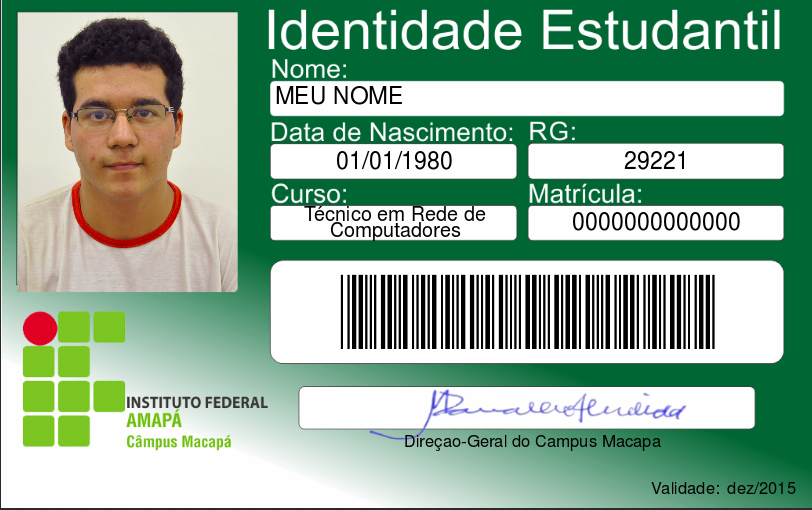 Identidade Estudantil
Nome:
MEU NOME
Data de Nascimento: RG:
01/01/1980 29221
Curso: Matrícula:
Técnico em Rede de
Computadores
0000000000000
INSTITUTO FEDERAL
AMAPÁ
Câmpus Macapá
Direçao-Geral do Campus Macapa
Validade: dez/2015